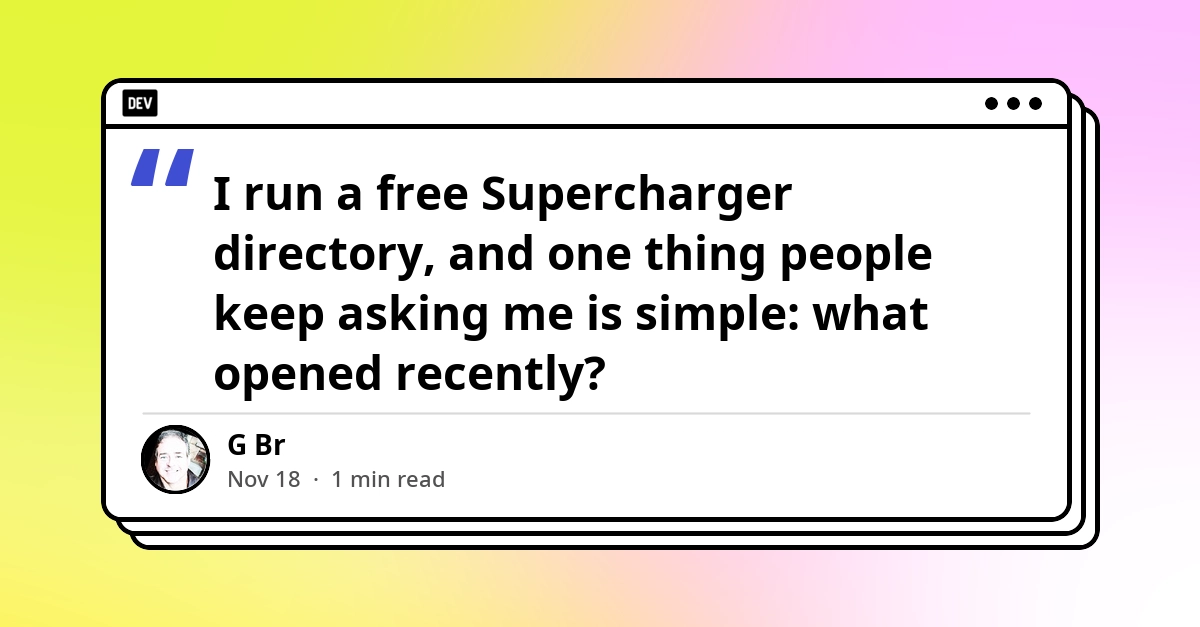 DEV
“ I run a free Supercharger
directory, and one thing people
keep asking me is simple: what
opened recently?
G Br
Nov 18 · 1 min read